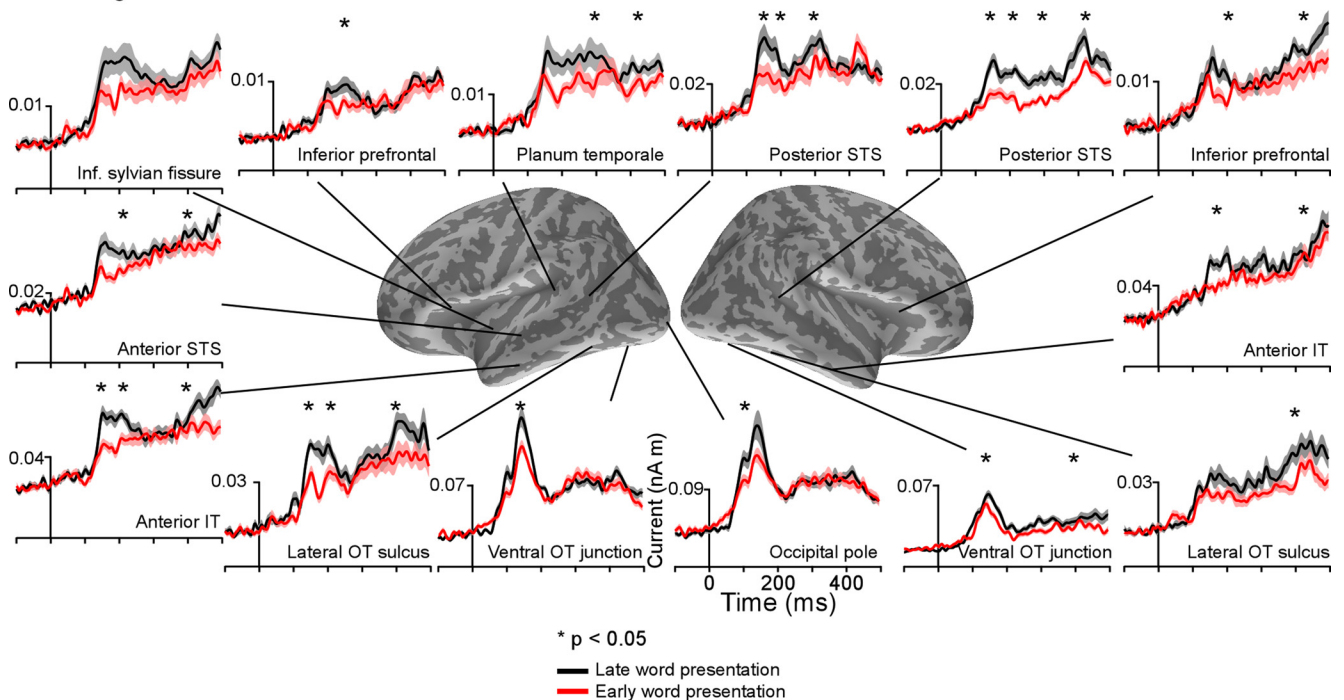 * * * * * * * * * * * *
0.01 Inf. sylvian fissure
0.01 Inferior prefrontal
0.01 Planum temporale
0.02 Posterior STS
0.02 Posterior STS
0.01 Inferior prefrontal
* *
0.02 Anterior STS
* *
0.04 Anterior IT
* * *
0.04 Anterior IT
* * *
0.03 Lateral OT sulcus
*
0.07 Ventral OT junction
*
0.09 Occipital pole
Current (nA m)
0 200 400
Time (ms)
* *
0.07 Ventral OT junction
*
0.03 Lateral OT sulcus
* p < 0.05
Late word presentation
Early word presentation